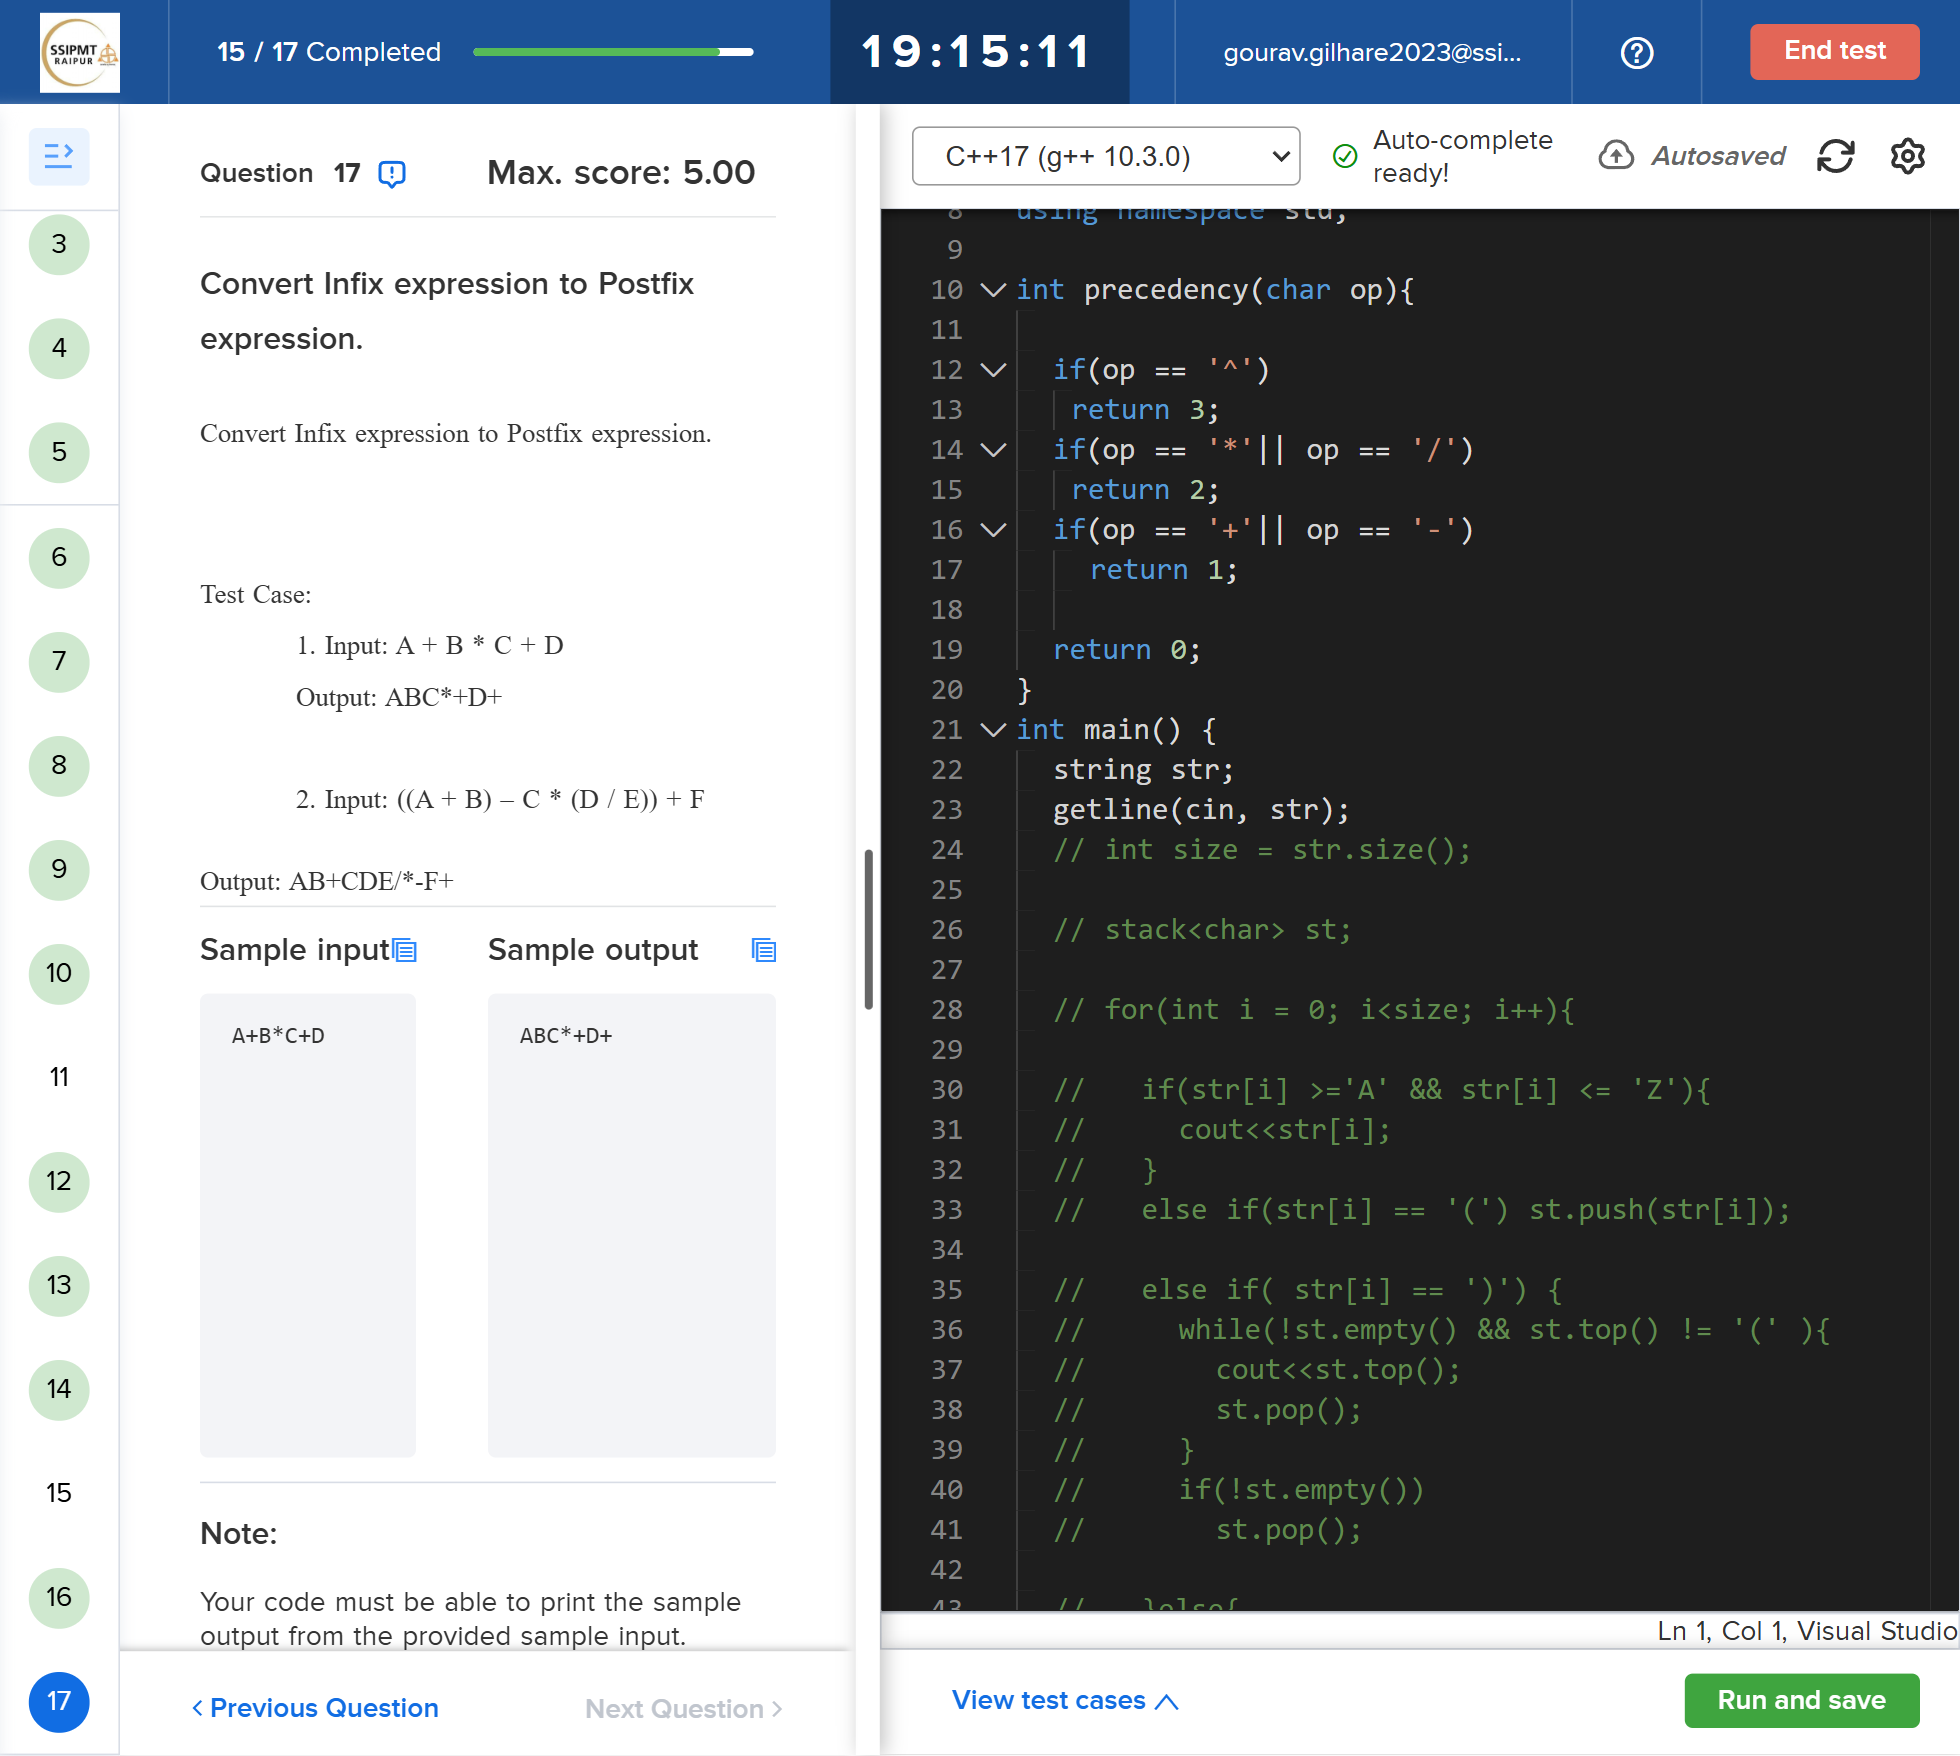 SSIPMT
RAIPUR
15 / 17 Completed
19:15:11
gourav.gilhare2023@ssi...
End test
3
4
5
6
7
8
9
10
11
12
13
14
15
16
17
Question 17
Max. score: 5.00
Convert Infix expression to Postfix
expression.
Convert Infix expression to Postfix expression.
Test Case:
1. Input: A + B * C + D
Output: ABC*+D+
2. Input: ((A + B) – C * (D / E)) + F
Output: AB+CDE/*-F+
Sample input
Sample output
A+B*C+D
ABC*+D+
Note:
Your code must be able to print the sample
output from the provided sample input.
Previous Question
Next Question
C++17 (g++ 10.3.0)
Auto-complete
ready!
Autosaved
8 using namespace std;
9
10 int precedency(char op){
11
12 if(op == '^')
13 return 3;
14 if(op == '*'|| op == '/')
15 return 2;
16 if(op == '+'|| op == '-')
17 return 1;
18
19 return 0;
20 }
21 int main() {
22 string str;
23 getline(cin, str);
24 // int size = str.size();
25
26 // stack<char> st;
27
28 // for(int i = 0; i<size; i++){
29
30 // if(str[i] >='A' && str[i] <= 'Z'){
31 // cout<<str[i];
32 // }
33 // else if(str[i] == '(') st.push(str[i]);
34
35 // else if( str[i] == ')') {
36 // while(!st.empty() && st.top() != '(' ){
37 // cout<<st.top();
38 // st.pop();
39 // }
40 // if(!st.empty())
41 // st.pop();
42
43 // }else{
Ln 1, Col 1, Visual Studio
View test cases
Run and save